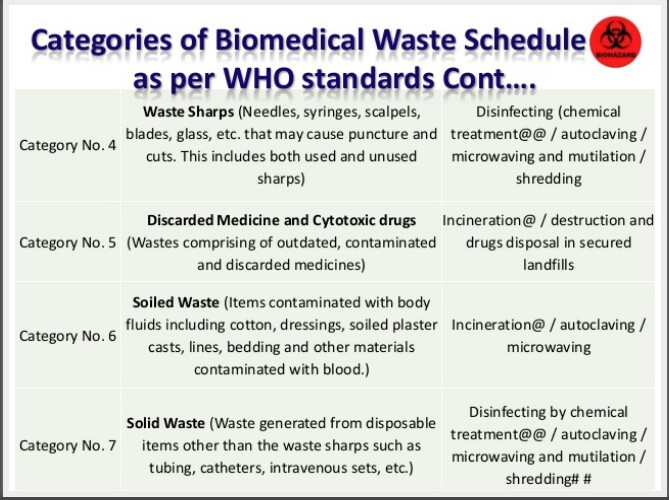 Categories of Biomedical Waste Schedule
as per WHO standards Cont....
BIOHAZARD
Category No. 4
Waste Sharps (Needles, syringes, scalpels,
blades, glass, etc. that may cause puncture and
cuts. This includes both used and unused
sharps)
Disinfecting (chemical
treatment@@ / autoclaving /
microwaving and mutilation /
shredding
Category No. 5
Discarded Medicine and Cytotoxic drugs
(Wastes comprising of outdated, contaminated
and discarded medicines)
Incineration@ / destruction and
drugs disposal in secured
landfills
Category No. 6
Soiled Waste (Items contaminated with body
fluids including cotton, dressings, soiled plaster
casts, lines, bedding and other materials
contaminated with blood.)
Incineration@ / autoclaving /
microwaving
Category No. 7
Solid Waste (Waste generated from disposable
items other than the waste sharps such as
tubing, catheters, intravenous sets, etc.)
Disinfecting by chemical
treatment@@ / autoclaving /
microwaving and mutilation /
shredding# #